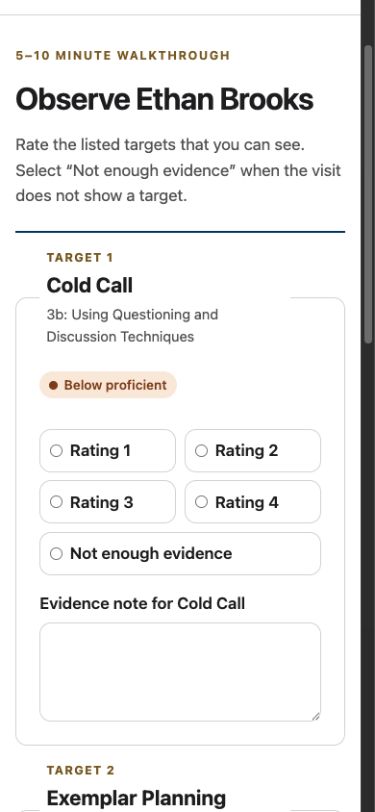 5–10 MINUTE WALKTHROUGH
Observe Ethan Brooks
Rate the listed targets that you can see.
Select “Not enough evidence” when the visit
does not show a target.
TARGET 1
Cold Call
3b: Using Questioning and
Discussion Techniques
Below proficient
Rating 1
Rating 2
Rating 3
Rating 4
Not enough evidence
Evidence note for Cold Call
TARGET 2
Exemplar Planning